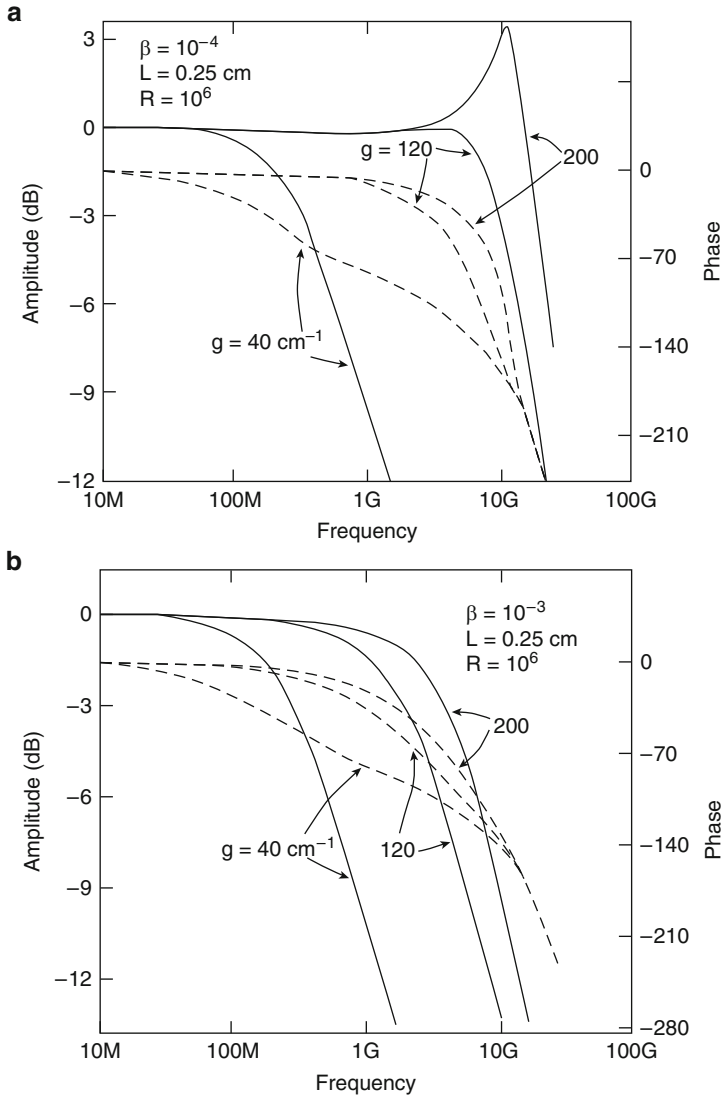 a
3
β = 10⁻⁴
L = 0.25 cm
R = 10⁶
0
g = 120
200
0
−3
−70
−6
g = 40 cm⁻¹
−140
−9
−210
−12
Amplitude (dB)
Phase
10M
100M
1G
10G
100G
Frequency
b
0
β = 10⁻³
L = 0.25 cm
R = 10⁶
0
−3
200
−70
−6
g = 40 cm⁻¹
120
−140
−9
−210
−12
−280
Amplitude (dB)
Phase
10M
100M
1G
10G
100G
Frequency